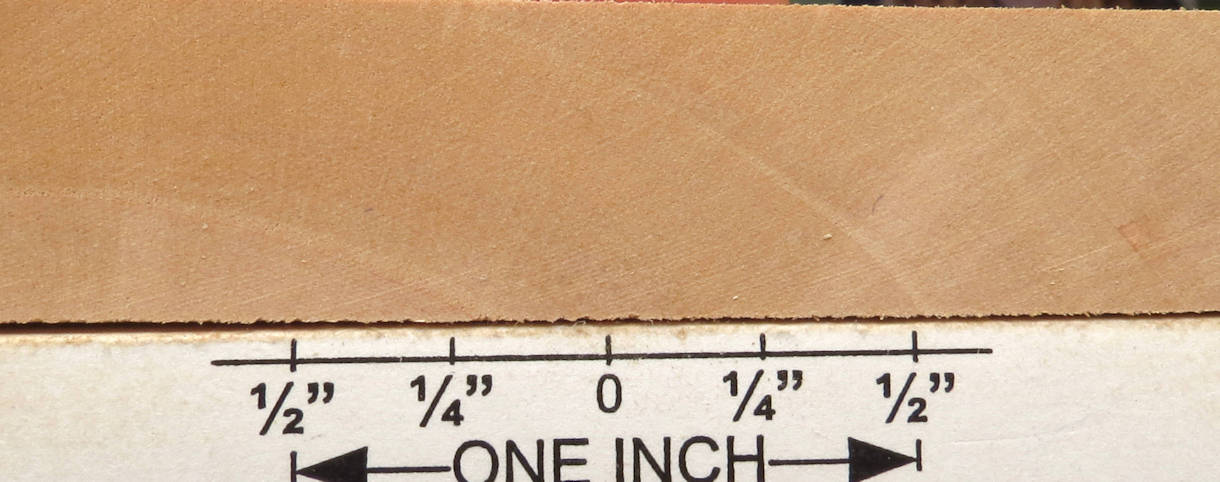 ½” ¼” 0 ¼” ½”
ONE INCH